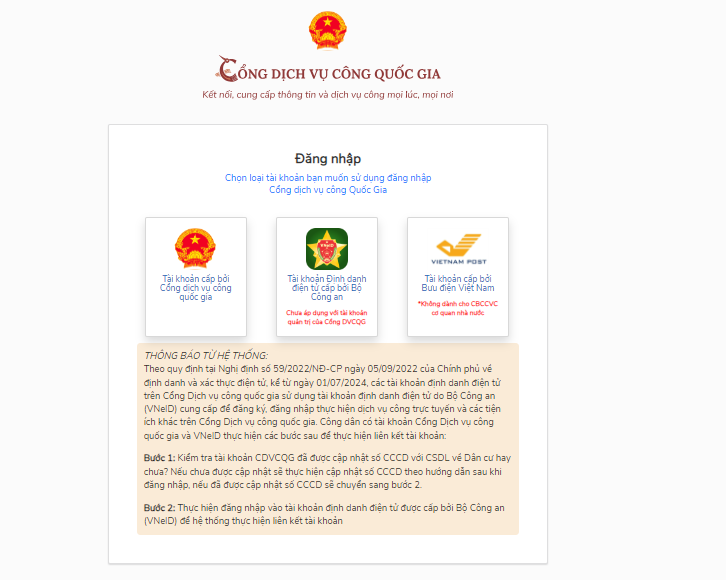 CỔNG DỊCH VỤ CÔNG QUỐC GIA
Kết nối, cung cấp thông tin và dịch vụ công mọi lúc, mọi nơi
Đăng nhập
Chọn loại tài khoản bạn muốn sử dụng đăng nhập
Cổng dịch vụ công Quốc Gia
Tài khoản cấp bởi
Cổng dịch vụ công
quốc gia
VNeID
Tài khoản Định danh
điện tử cấp bởi Bộ
Công an
Chưa áp dụng với tài khoản
quản trị của Cổng DVCQG
VIETNAM POST
Tài khoản cấp bởi
Bưu điện Việt Nam
*Không dành cho CBCCVC
cơ quan nhà nước
THÔNG BÁO TỪ HỆ THỐNG:
Theo quy định tại Nghị định số 59/2022/NĐ-CP ngày 05/09/2022 của Chính phủ về
định danh và xác thực điện tử, kể từ ngày 01/07/2024, các tài khoản định danh điện tử
trên Cổng Dịch vụ công quốc gia sử dụng tài khoản định danh điện tử do Bộ Công an
(VNeID) cung cấp để đăng ký, đăng nhập thực hiện dịch vụ công trực tuyến và các tiện
ích khác trên Cổng Dịch vụ công quốc gia. Công dân có tài khoản Cổng Dịch vụ công
quốc gia và VNeID thực hiện các bước sau để thực hiện liên kết tài khoản:
Bước 1: Kiểm tra tài khoản CDVCQG đã được cập nhật số CCCD với CSDL về Dân cư hay
chưa? Nếu chưa được cập nhật sẽ thực hiện cập nhật số CCCD theo hướng dẫn sau khi
đăng nhập, nếu đã được cập nhật số CCCD sẽ chuyển sang bước 2.
Bước 2: Thực hiện đăng nhập vào tài khoản định danh điện tử được cấp bởi Bộ Công an
(VNeID) để hệ thống thực hiện liên kết tài khoản